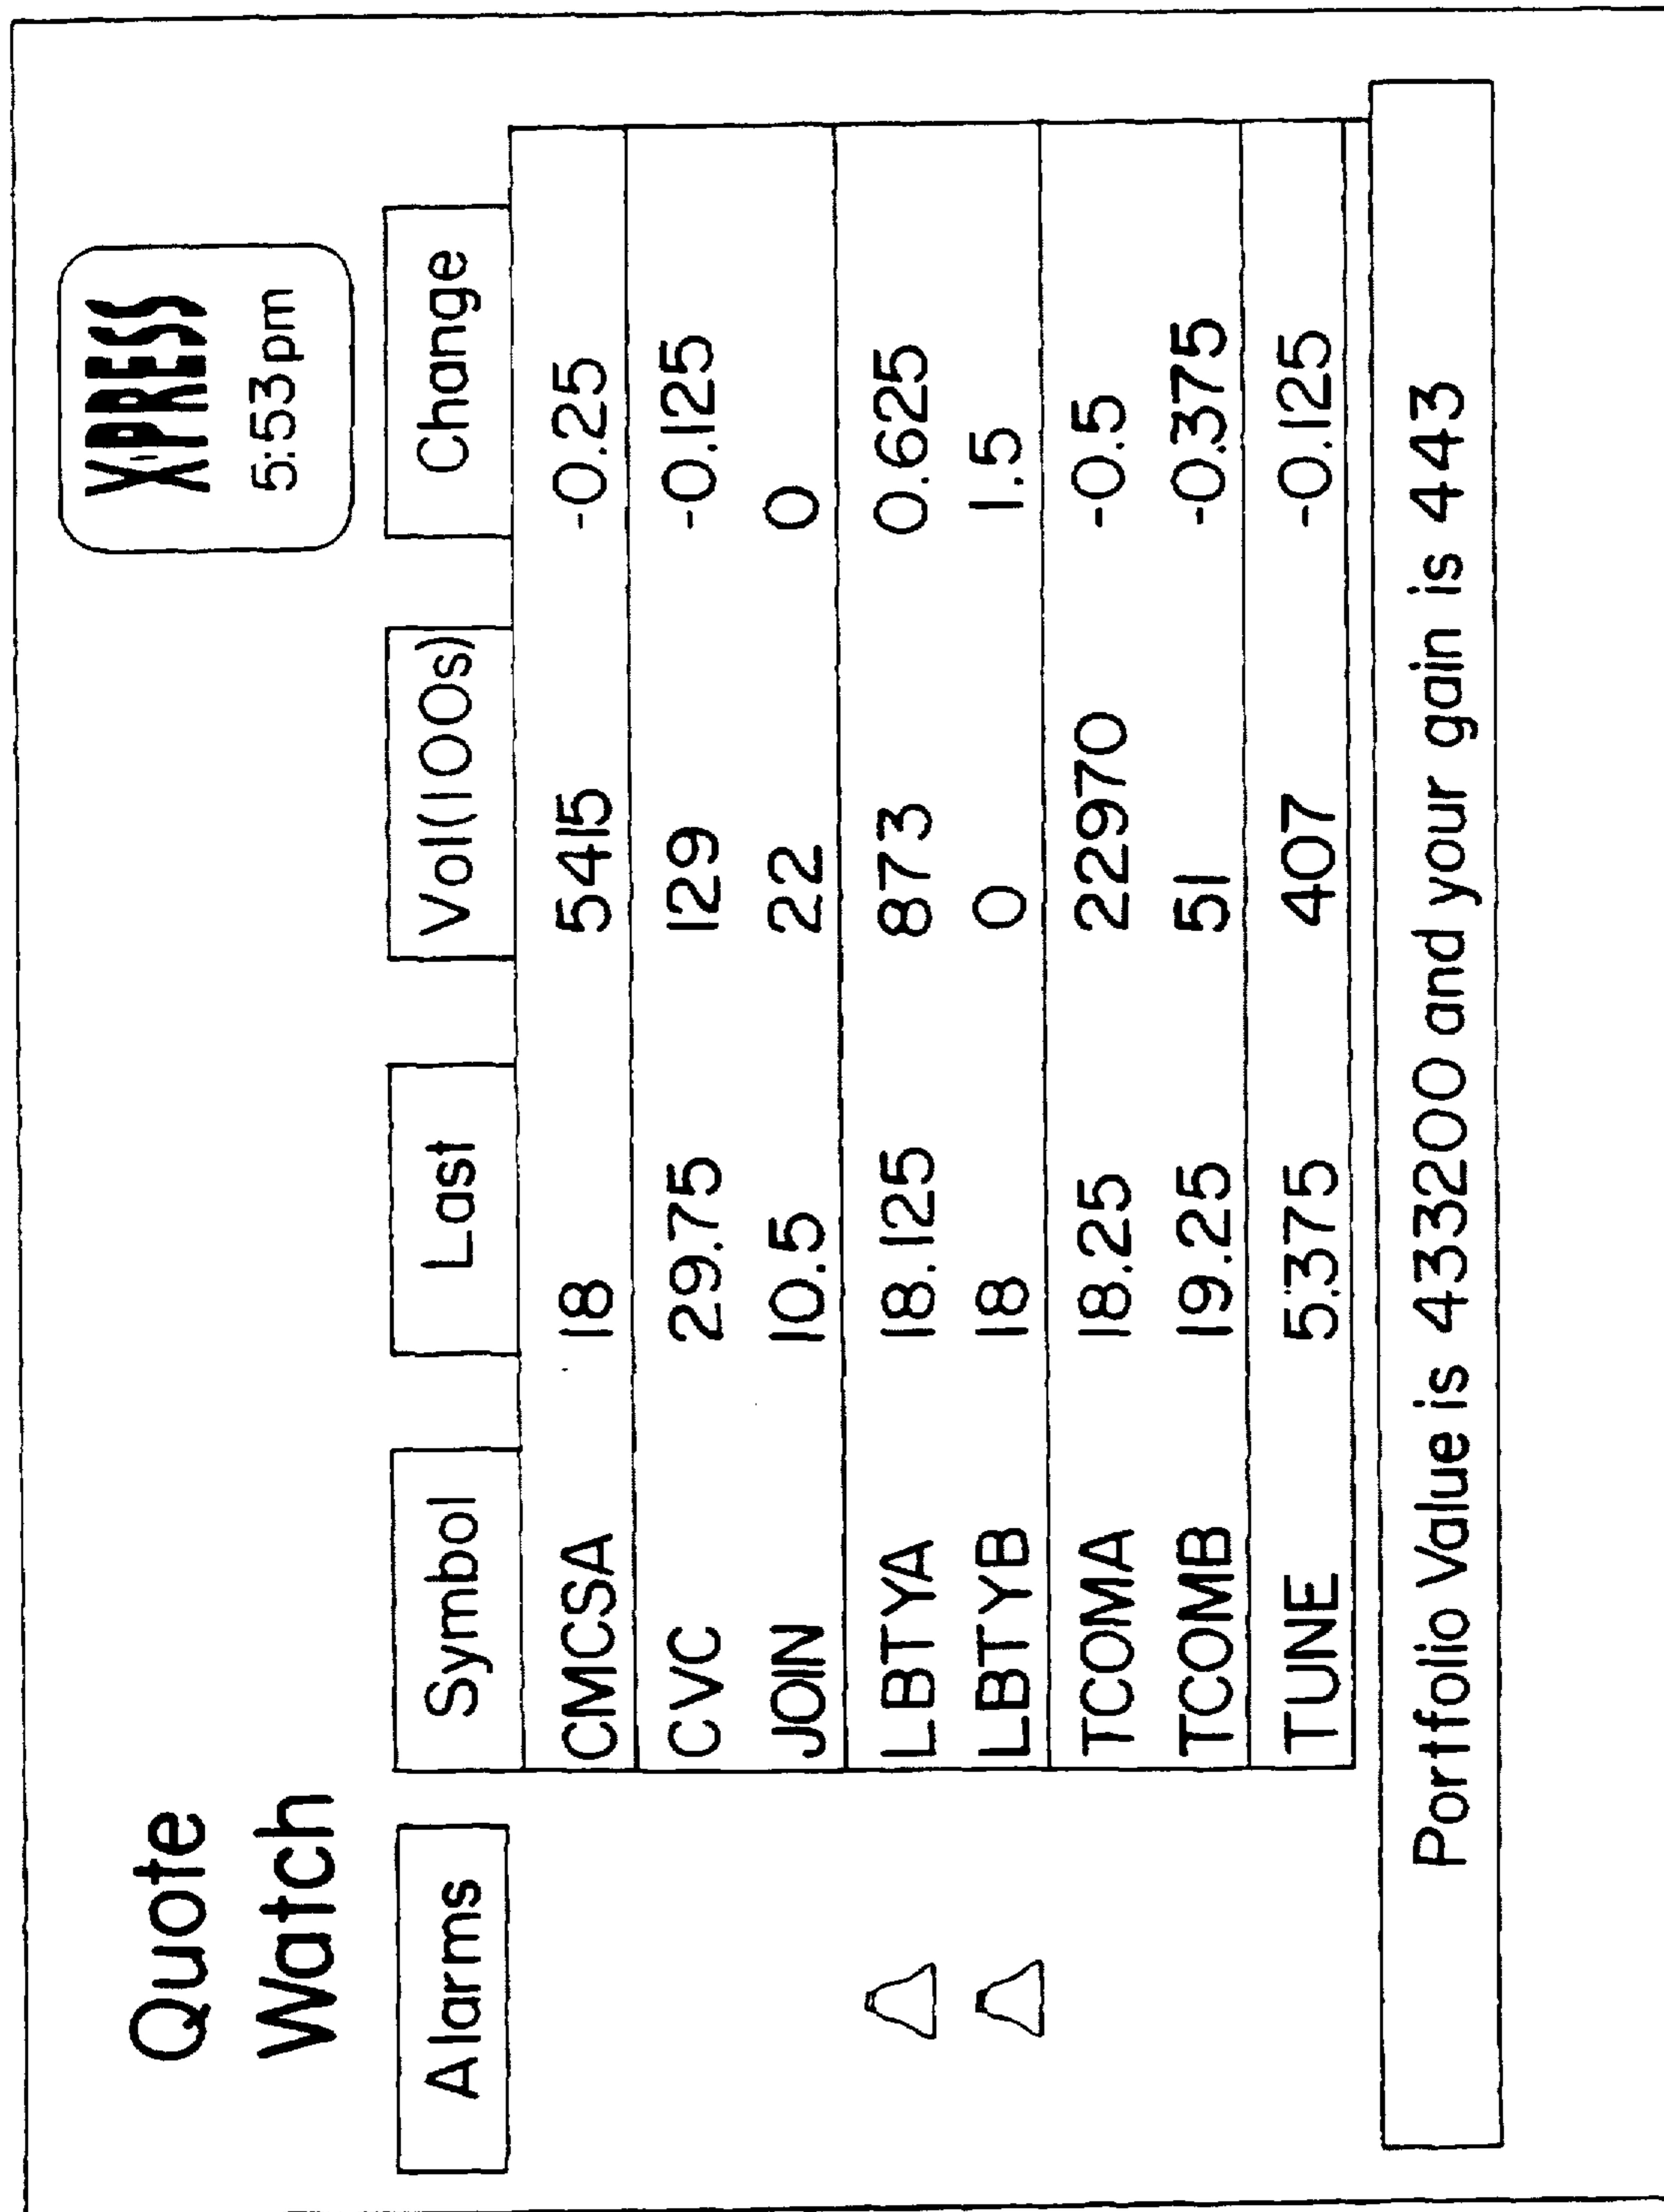 Quote
Watch
XPRESS
5:53pm
Alarms Symbol Last Vol(100s) Change
CMCSA 18 5415 -0.25
CVC 29.75 129 -0.125
JOIN 10.5 22 0
LBTYA 18.125 873 0.625
LBTYB 18 0 1.5
TCOMA 18.25 22970 -0.5
TCOMB 19.25 51 -0.375
TUNE 5.375 407 -0.125
Portfolio Value is 433200 and your gain is 443